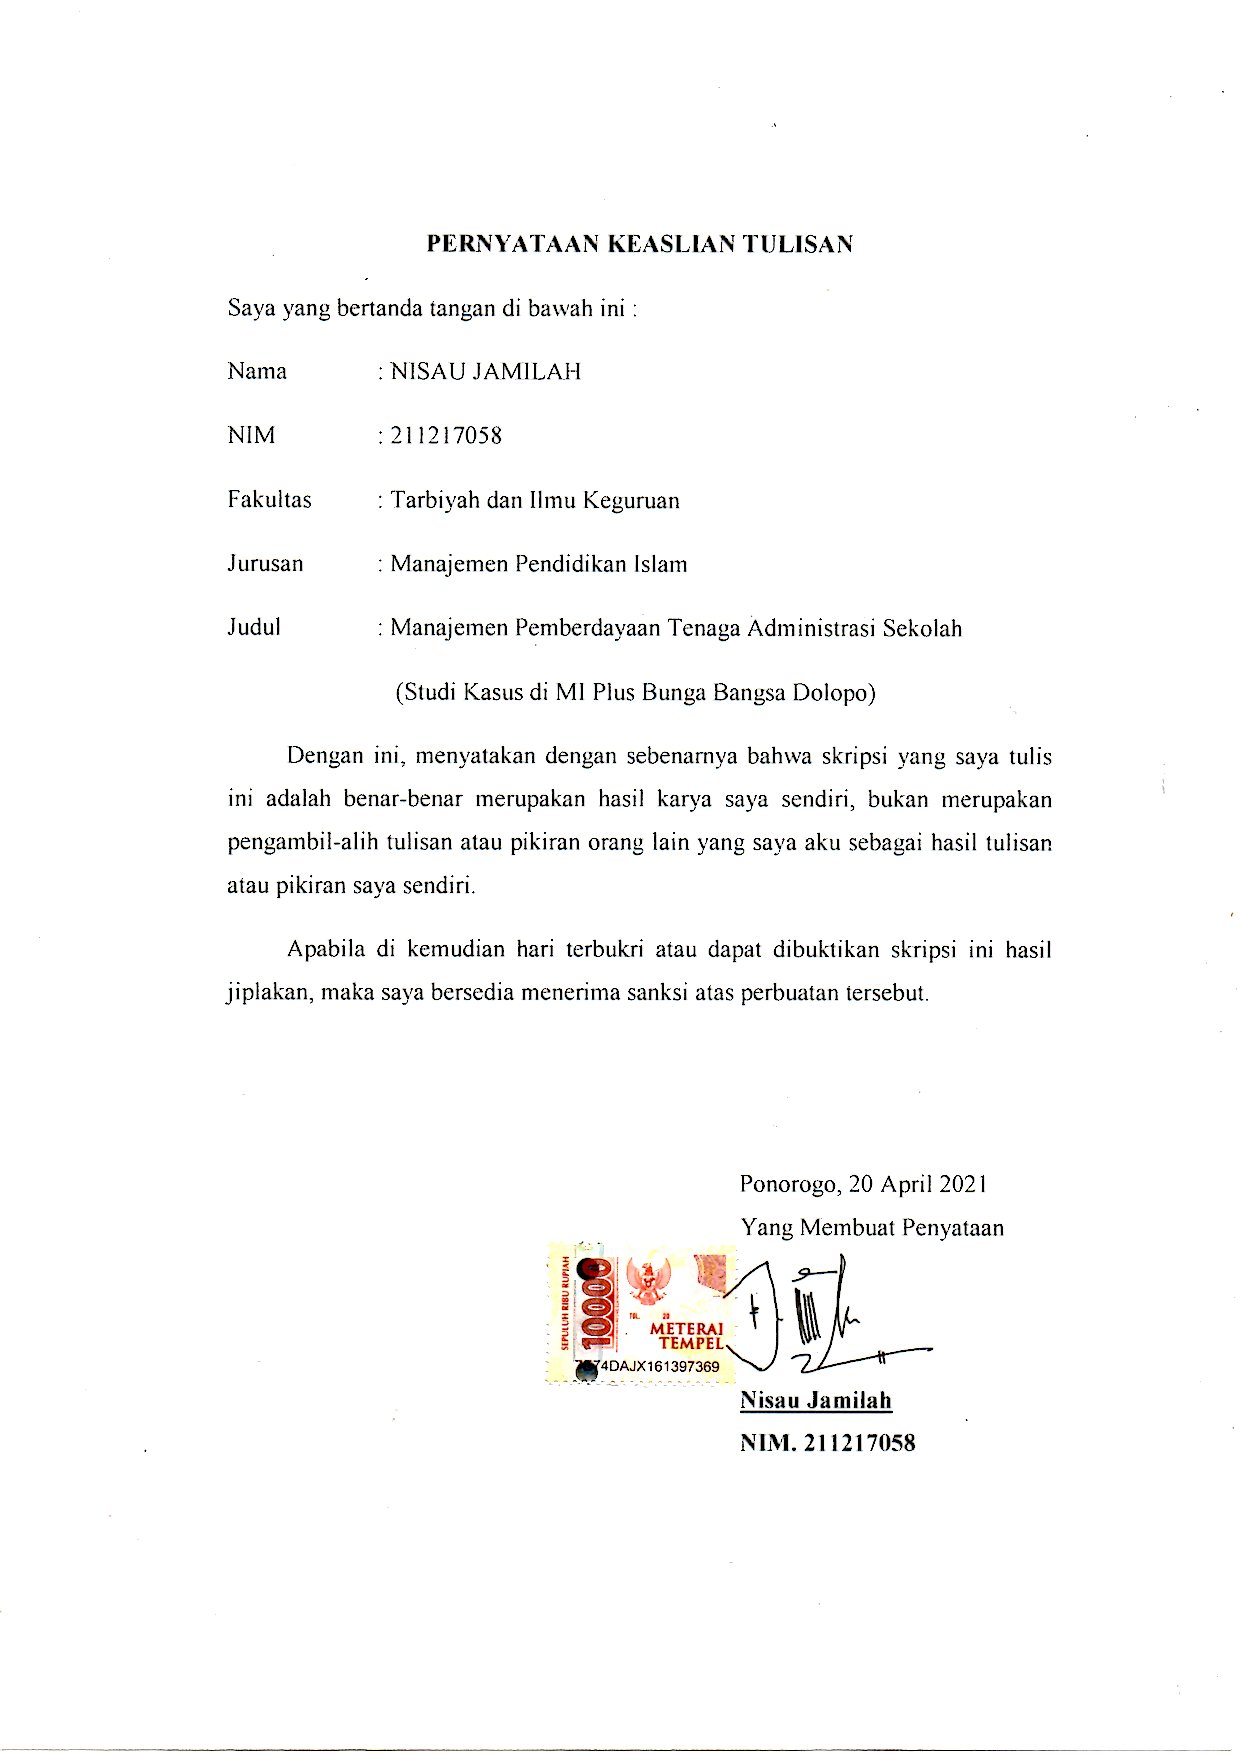 PERNYATAAN KEASLIAN TULISAN
Saya yang bertanda tangan di bawah ini :
Nama : NISAU JAMILAH
NIM : 211217058
Fakultas : Tarbiyah dan Ilmu Keguruan
Jurusan : Manajemen Pendidikan Islam
Judul : Manajemen Pemberdayaan Tenaga Administrasi Sekolah
(Studi Kasus di MI Plus Bunga Bangsa Dolopo)
Dengan ini, menyatakan dengan sebenarnya bahwa skripsi yang saya tulis
ini adalah benar-benar merupakan hasil karya saya sendiri, bukan merupakan
pengambil-alih tulisan atau pikiran orang lain yang saya aku sebagai hasil tulisan
atau pikiran saya sendiri.
Apabila di kemudian hari terbukri atau dapat dibuktikan skripsi ini hasil
jiplakan, maka saya bersedia menerima sanksi atas perbuatan tersebut.
Ponorogo, 20 April 2021
Yang Membuat Penyataan
SEPULUH RIBU RUPIAH
10000
TGL. 20
METERAI
TEMPEL
4DAJX161397369
Nisau Jamilah
NIM. 211217058